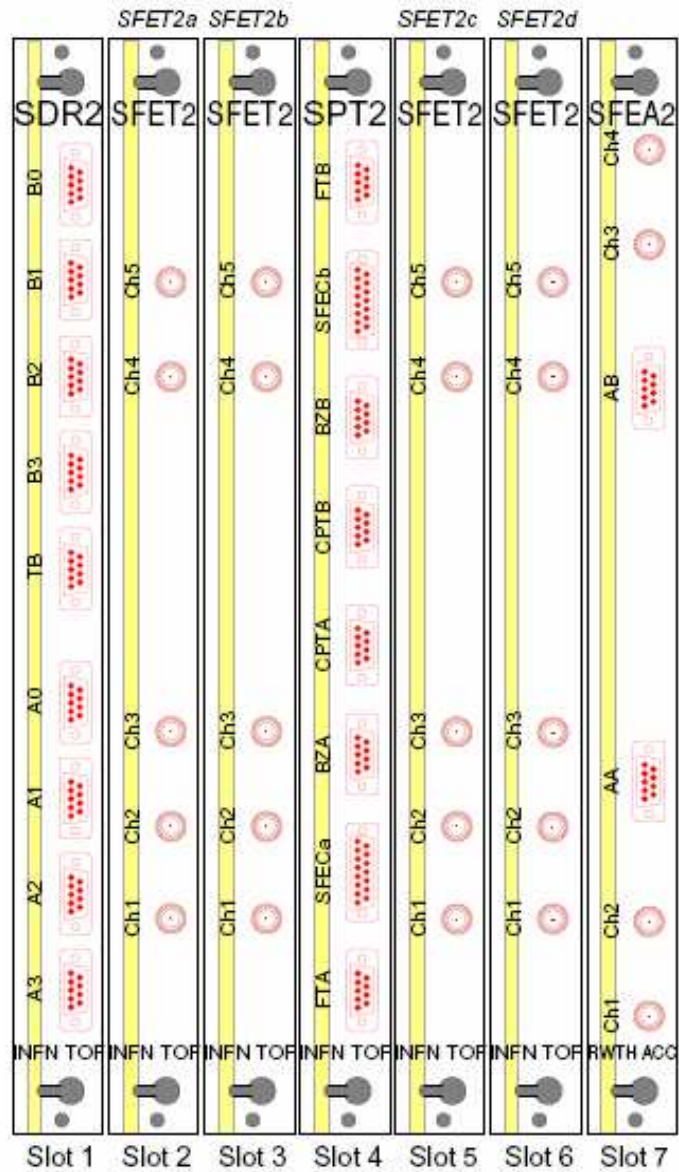 SFET2a SFET2b SFET2c SFET2d
SDR2 SFET2 SFET2 SPT2 SFET2 SFET2 SFEA2
B0
B1
B2
B3
TB
A0
A1
A2
A3
INFN TOF
Slot 1
Ch5
Ch4
Ch3
Ch2
Ch1
INFN TOF
Slot 2
Ch5
Ch4
Ch3
Ch2
Ch1
INFN TOF
Slot 3
FTB
SFECb
BZB
CPTB
CPTA
BZA
SFECa
FTA
INFN TOF
Slot 4
Ch5
Ch4
Ch3
Ch2
Ch1
INFN TOF
Slot 5
Ch5
Ch4
Ch3
Ch2
Ch1
INFN TOF
Slot 6
Ch4
Ch3
AB
AA
Ch2
Ch1
RWTH ACC
Slot 7